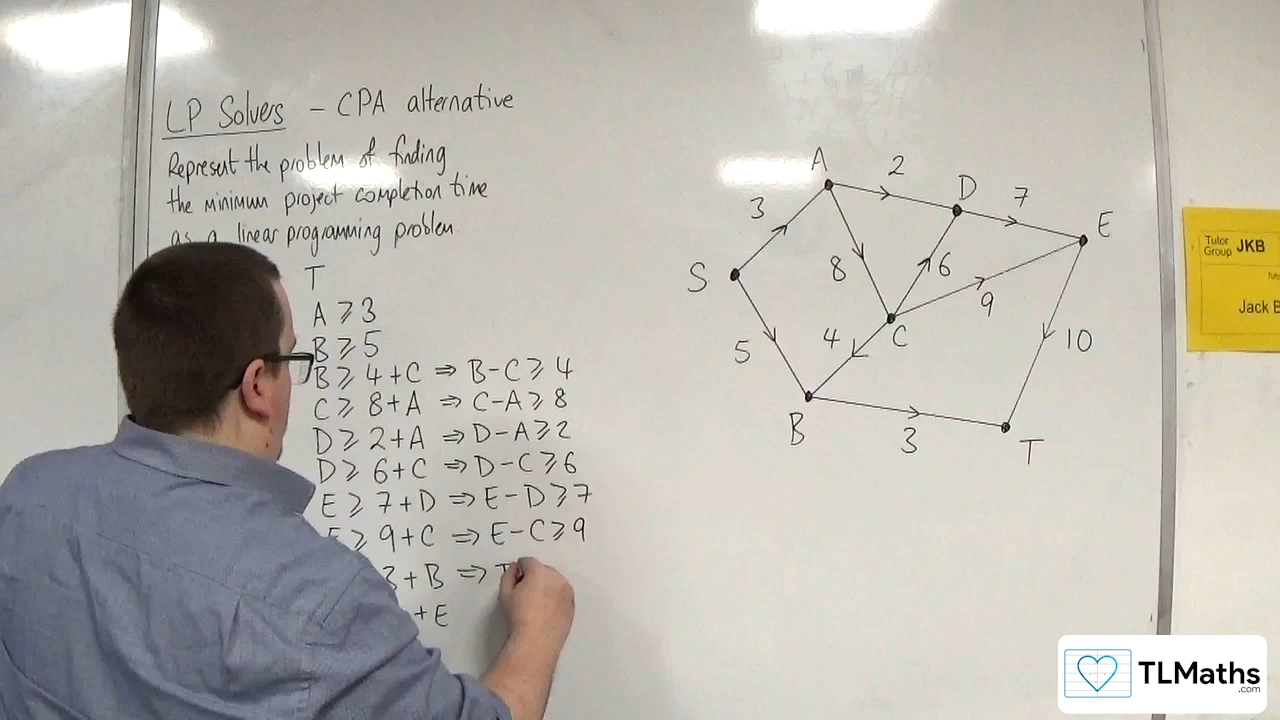 LP Solvers – CPA alternative
Represent the problem of finding
the minimum project completion time
as a linear programming problem.
T
A ⩾ 3
B ⩾ 5
B ⩾ 4+C ⇒ B-C ⩾ 4
C ⩾ 8+A ⇒ C-A ⩾ 8
D ⩾ 2+A ⇒ D-A ⩾ 2
D ⩾ 6+C ⇒ D-C ⩾ 6
E ⩾ 7+D ⇒ E-D ⩾ 7
⩾ 9+C ⇒ E-C ⩾ 9
3+B ⇒
+E
A
2
D
7
E
3
S
8
6
9
5
4
C
10
B
3
T
Tutor Group JKB
Jack B
TLMaths
.com